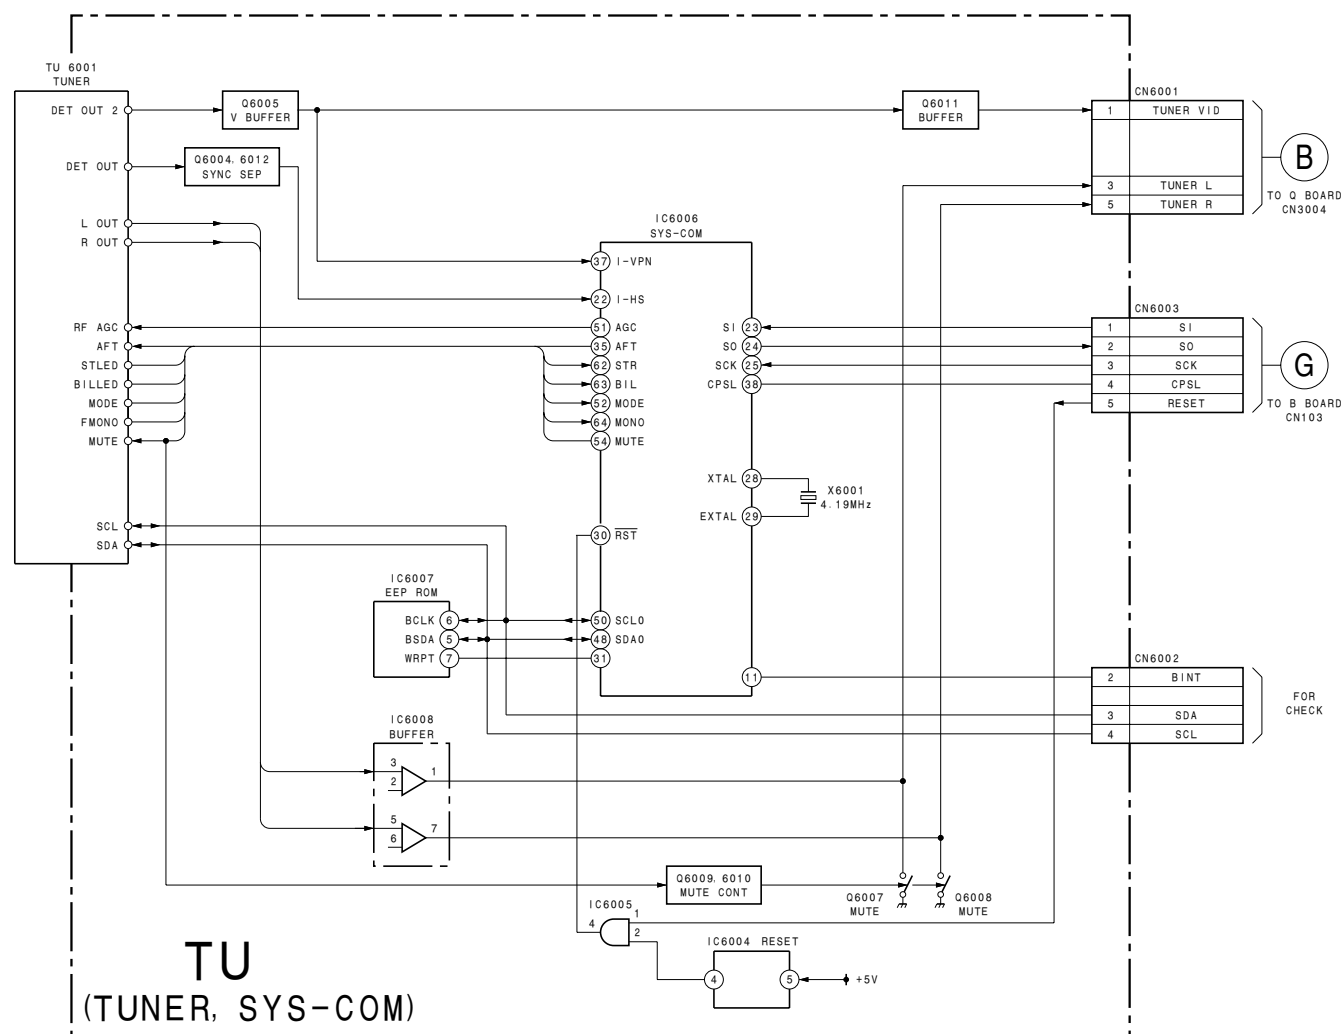 TU 6001
TUNER
DET OUT 2
DET OUT
L OUT
R OUT
RF AGC
AFT
STLED
BILLED
MODE
FMONO
MUTE
SCL
SDA
Q6005
V BUFFER
Q6004, 6012
SYNC SEP
Q6011
BUFFER
CN6001
1 TUNER VID
3 TUNER L
5 TUNER R
B
TO Q BOARD
CN3004
IC6006
SYS-COM
37 I-VPN
22 I-HS
51 AGC
35 AFT
62 STR
63 BIL
52 MODE
64 MONO
54 MUTE
30 RST
50 SCL0
48 SDA0
31
SI 23
SO 24
SCK 25
CPSL 38
XTAL 28
EXTAL 29
11
X6001
4.19MHz
CN6003
1 SI
2 SO
3 SCK
4 CPSL
5 RESET
G
TO B BOARD
CN103
IC6007
EEP ROM
BCLK 6
BSDA 5
WRPT 7
CN6002
2 BINT
3 SDA
4 SCL
FOR
CHECK
IC6008
BUFFER
3
2
1
5
6
7
Q6009, 6010
MUTE CONT
Q6007
MUTE
Q6008
MUTE
IC6005
4
1
2
IC6004 RESET
4
5
+5V
TU
(TUNER, SYS-COM)